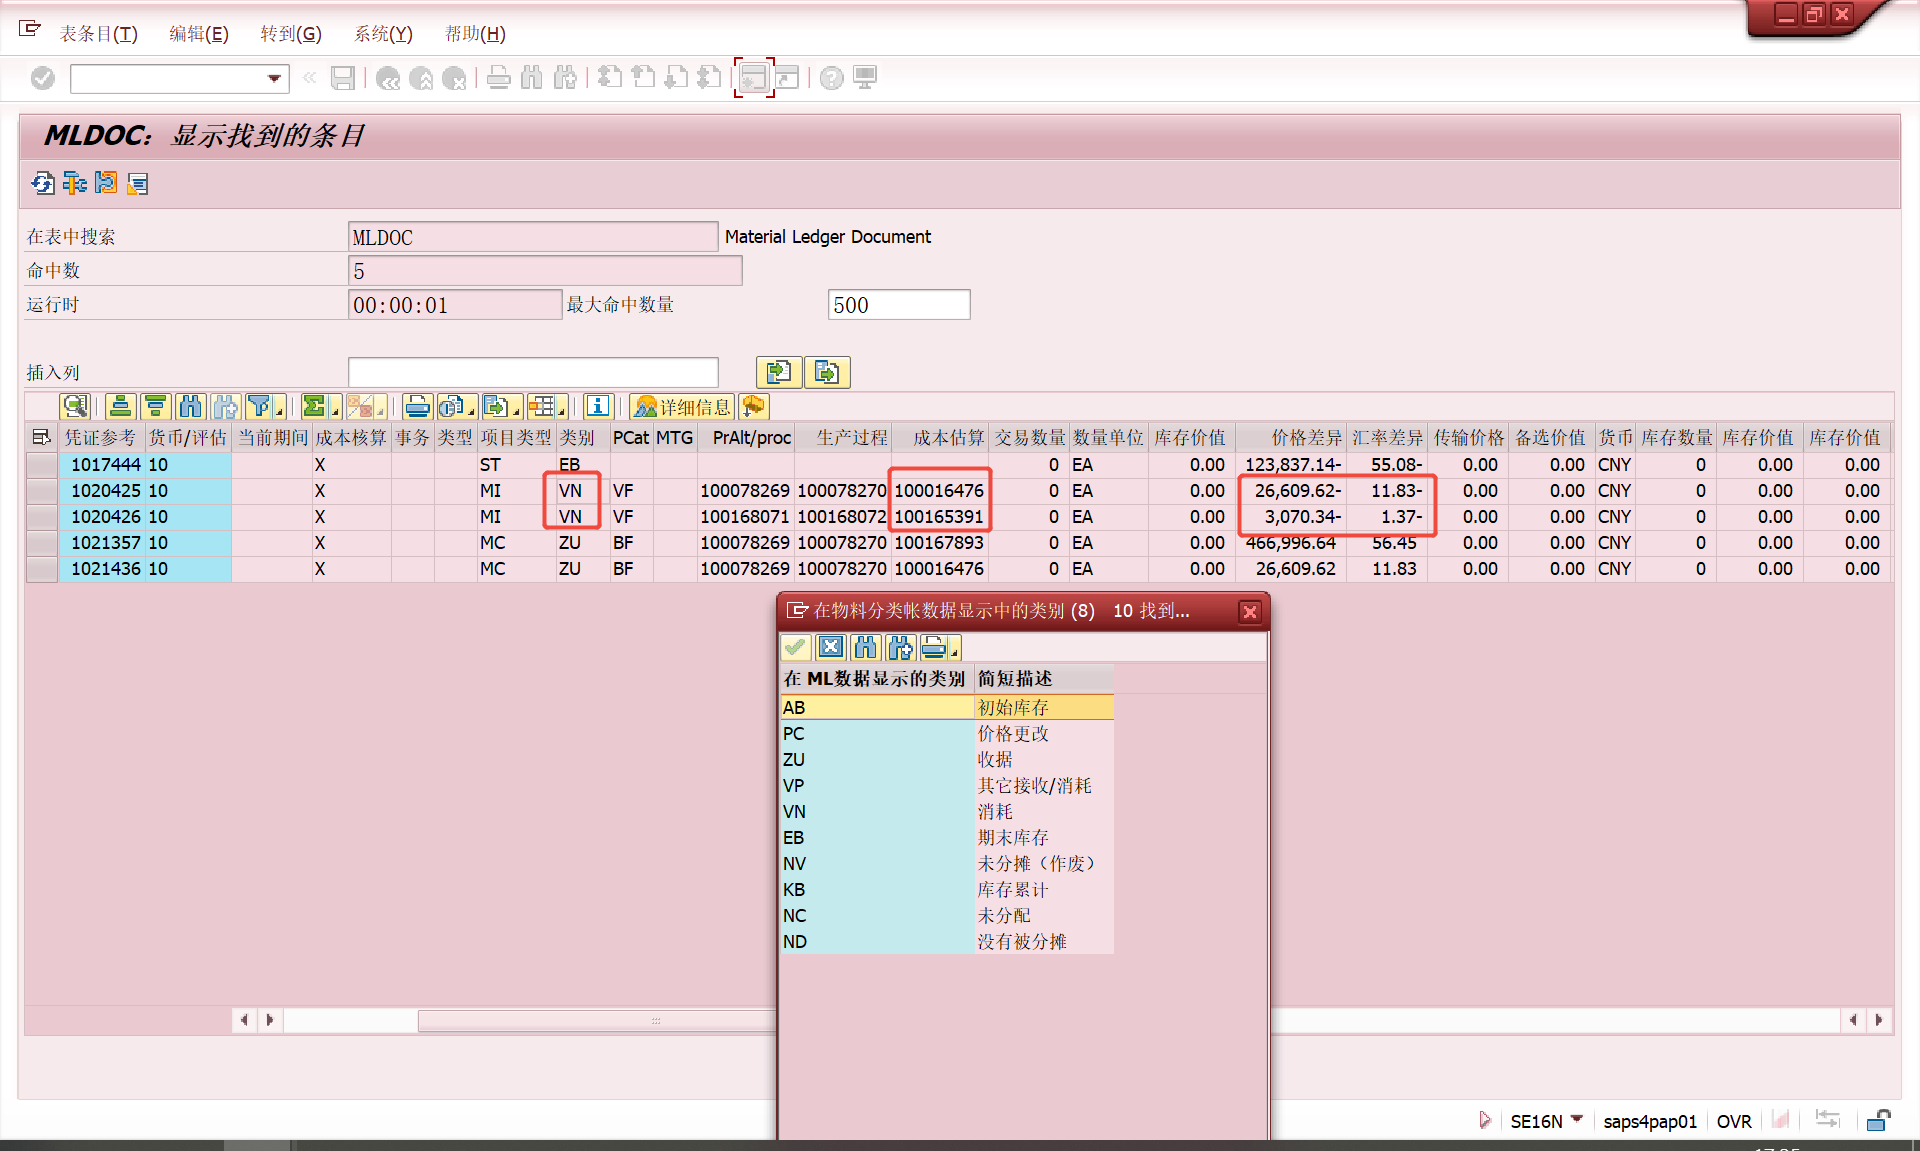 表条目(T) 编辑(E) 转到(G) 系统(Y) 帮助(H)
MLDOC: 显示找到的条目
在表中搜索 MLDOC Material Ledger Document
命中数 5
运行时 00:00:01 最大命中数量 500
插入列
详细信息
凭证参考 货币/评估 当前期间 成本核算 事务 类型 项目类型 类别 PCat MTG PrAlt/proc 生产过程 成本估算 交易数量 数量单位 库存价值 价格差异 汇率差异 传输价格 备选价值 货币 库存数量 库存价值 库存价值
1017444 10 X ST EB 0 EA 0.00 123,837.14- 55.08- 0.00 0.00 CNY 0 0.00 0.00
1020425 10 X MI VN VF 100078269 100078270 100016476 0 EA 0.00 26,609.62- 11.83- 0.00 0.00 CNY 0 0.00 0.00
1020426 10 X MI VN VF 100168071 100168072 100165391 0 EA 0.00 3,070.34- 1.37- 0.00 0.00 CNY 0 0.00 0.00
1021357 10 X MC ZU BF 100078269 100078270 100167893 0 EA 0.00 466,996.64 56.45 0.00 0.00 CNY 0 0.00 0.00
1021436 10 X MC ZU BF 100078269 100078270 100016476 0 EA 0.00 26,609.62 11.83 0.00 0.00 CNY 0 0.00 0.00
在物料分类帐数据显示中的类别 (8) 10 找到...
在 ML数据显示的类别 简短描述
AB 初始库存
PC 价格更改
ZU 收据
VP 其它接收/消耗
VN 消耗
EB 期末库存
NV 未分摊（作废）
KB 库存累计
NC 未分配
ND 没有被分摊
SE16N saps4pap01 OVR